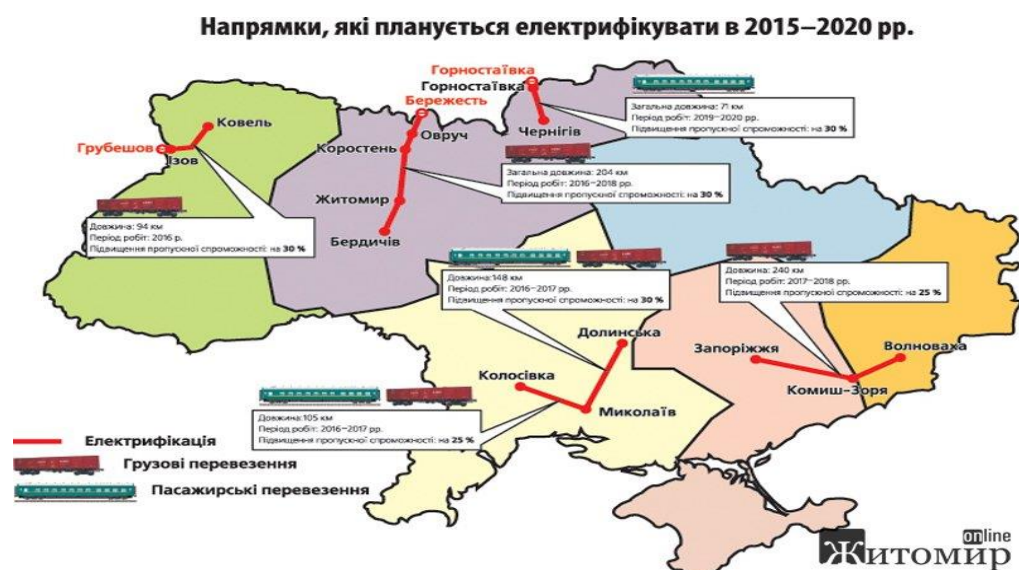 Напрямки, які планується електрифікувати в 2015–2020 рр.
Горностаївка
Горностаївка
Чернігів
Загальна довжина: 71 км
Період робіт: 2019–2020 рр.
Підвищення пропускної спроможності: на 30 %
Бережесть
Овруч
Коростень
Житомир
Бердичів
Загальна довжина: 204 км
Період робіт: 2016–2018 рр.
Підвищення пропускної спроможності: на 30 %
Ковель
Грубешов
Ізов
Довжина: 94 км
Період робіт: 2016 р.
Підвищення пропускної спроможності: на 30 %
Довжина:148 км
Період робіт: 2016–2017 рр.
Підвищення пропускної спроможності: на 30 %
Довжина: 240 км
Період робіт: 2017–2018 рр.
Підвищення пропускної спроможності: на 25 %
Долинська
Запоріжжя
Волноваха
Комиш–Зоря
Колосівка
Миколаїв
Довжина:105 км
Період робіт: 2016–2017 рр.
Підвищення пропускної спроможності: на 25 %
Електрифікація
Грузові перевезення
Пасажирські перевезення
Житомир online